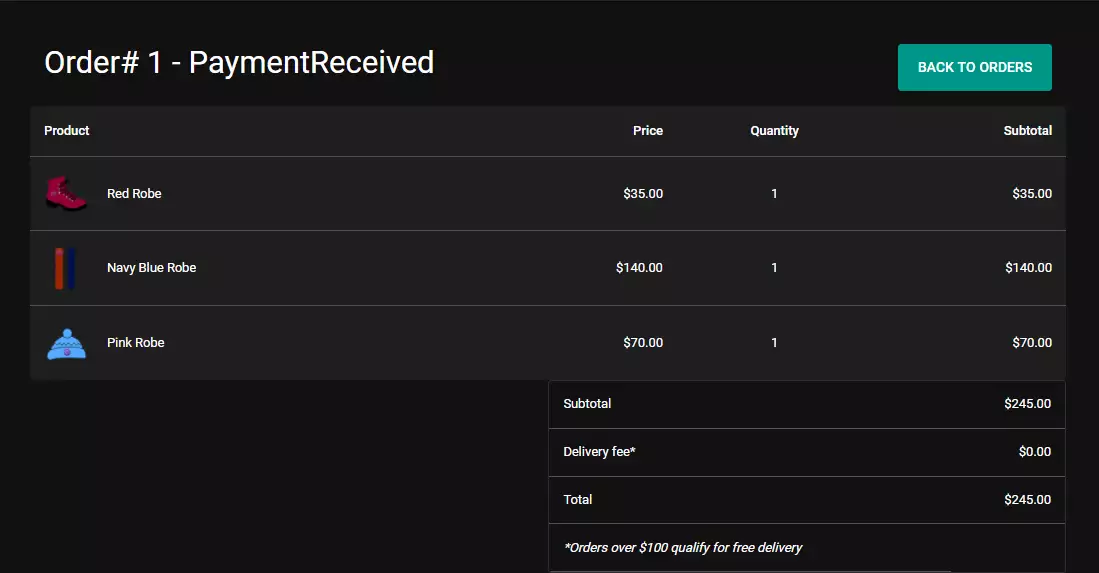 Order# 1 - PaymentReceived
BACK TO ORDERS
Product Price Quantity Subtotal
Red Robe $35.00 1 $35.00
Navy Blue Robe $140.00 1 $140.00
Pink Robe $70.00 1 $70.00
Subtotal $245.00
Delivery fee* $0.00
Total $245.00
*Orders over $100 qualify for free delivery